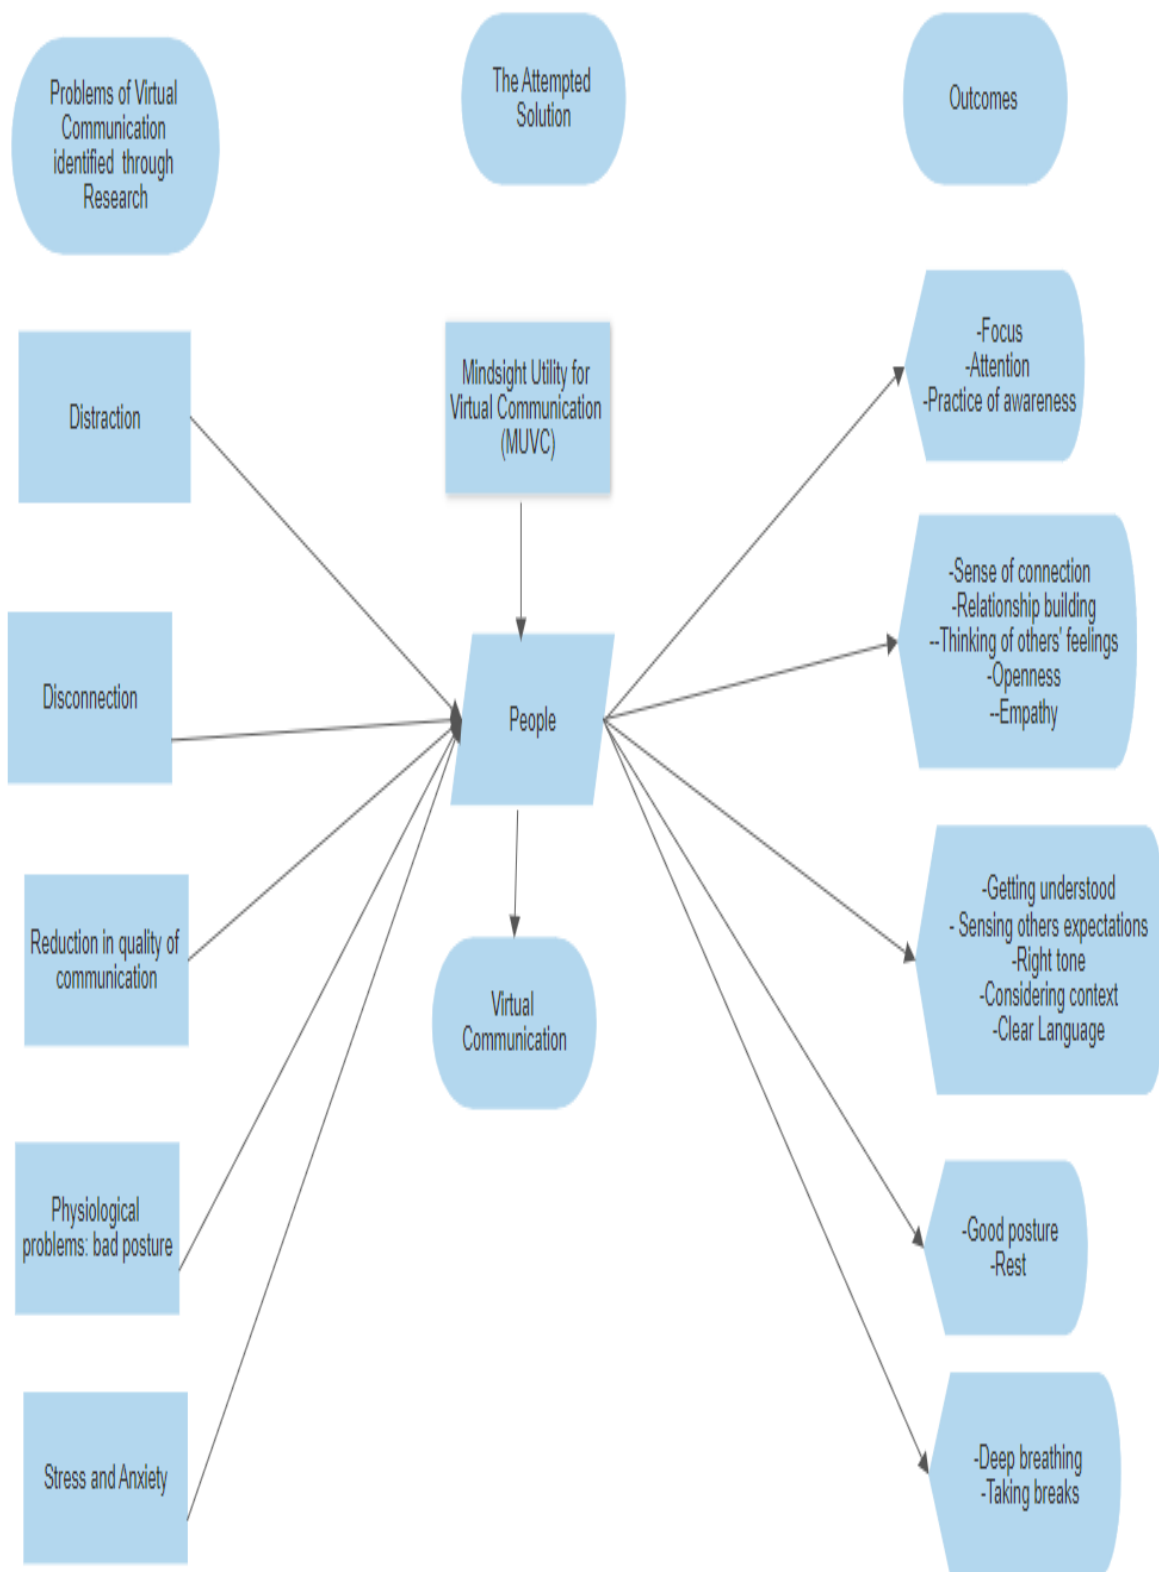 Problems of Virtual
Communication
identified through
Research
The Attempted
Solution
Outcomes
Distraction
Mindsight Utility for
Virtual Communication
(MUVC)
-Focus
-Attention
-Practice of awareness
Disconnection
People
-Sense of connection
-Relationship building
--Thinking of others' feelings
-Openness
--Empathy
Reduction in quality of
communication
Virtual
Communication
-Getting understood
- Sensing others expectations
-Right tone
-Considering context
-Clear Language
Physiological
problems: bad posture
-Good posture
-Rest
Stress and Anxiety
-Deep breathing
-Taking breaks